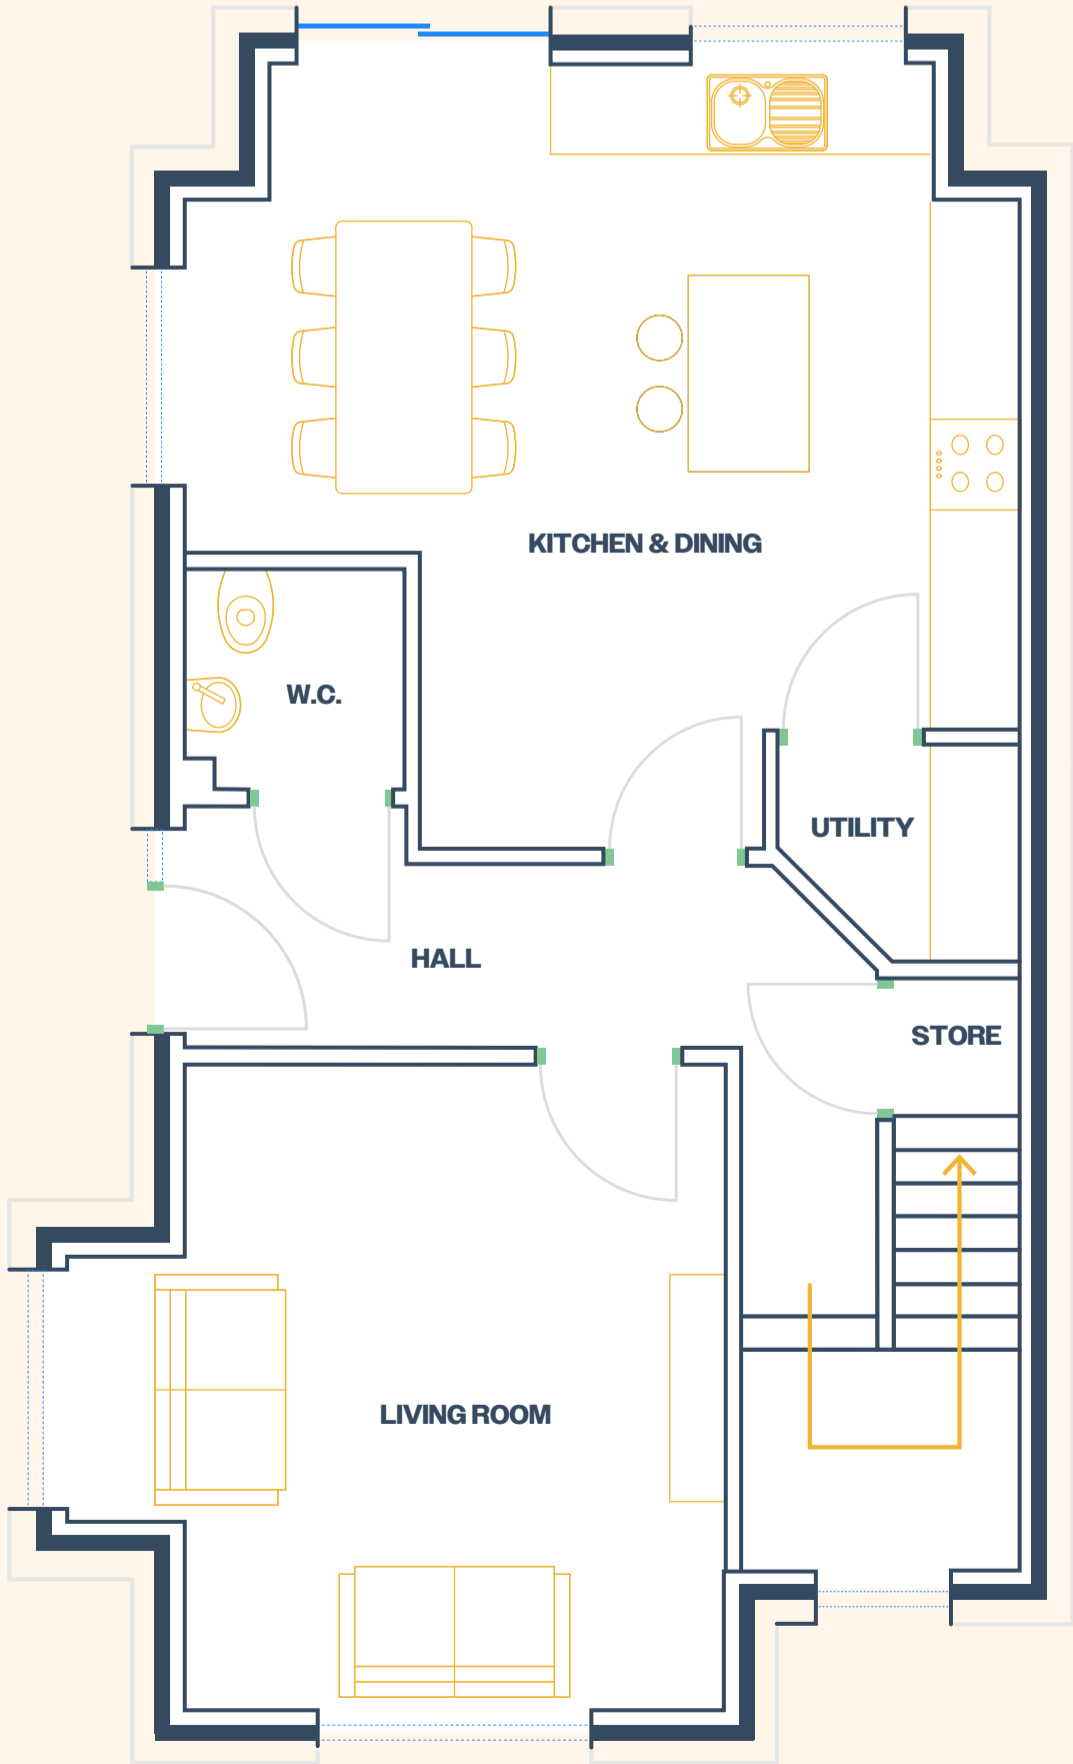 KITCHEN & DINING
W.C.
UTILITY
HALL
STORE
LIVING ROOM